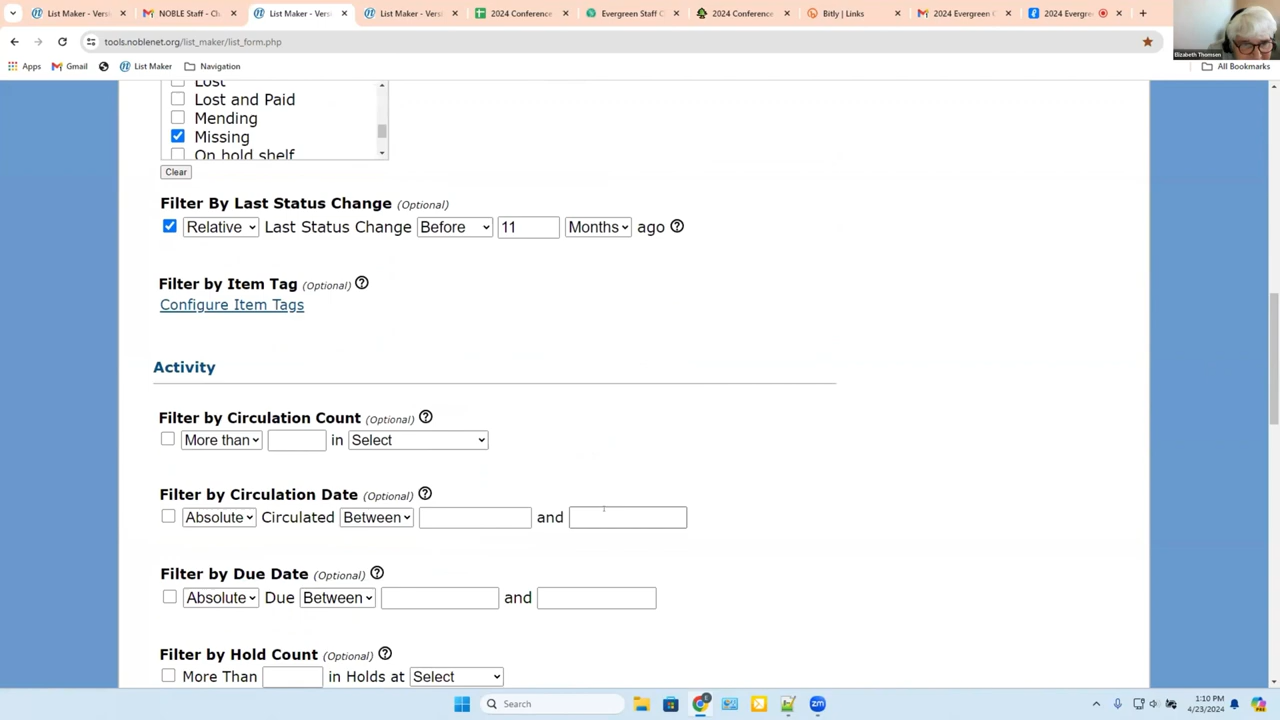 List Maker - Vers
NOBLE Staff - Cl
List Maker - Vers
List Maker - Vers
2024 Conference
Evergreen Staff C
2024 Conference
Bitly | Links
2024 Evergreen C
2024 Evergre
tools.noblenet.org/list_maker/list_form.php
Elizabeth Thomsen
Apps
Gmail
List Maker
Navigation
All Bookmarks
Lost
Lost and Paid
Mending
Missing
On hold shelf
Clear
Filter By Last Status Change (Optional)
Relative Last Status Change Before 11 Months ago
Filter by Item Tag (Optional)
Configure Item Tags
Activity
Filter by Circulation Count (Optional)
More than in Select
Filter by Circulation Date (Optional)
Absolute Circulated Between and
Filter by Due Date (Optional)
Absolute Due Between and
Filter by Hold Count (Optional)
More Than in Holds at Select
Search
zm
1:10 PM
4/23/2024